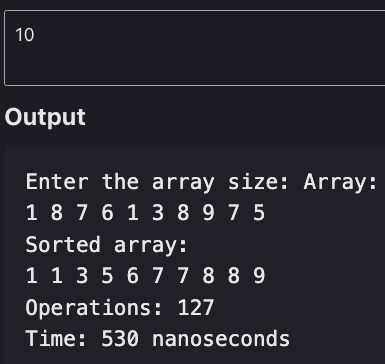 10
Output
Enter the array size: Array:
1 8 7 6 1 3 8 9 7 5
Sorted array:
1 1 3 5 6 7 7 8 8 9
Operations: 127
Time: 530 nanoseconds